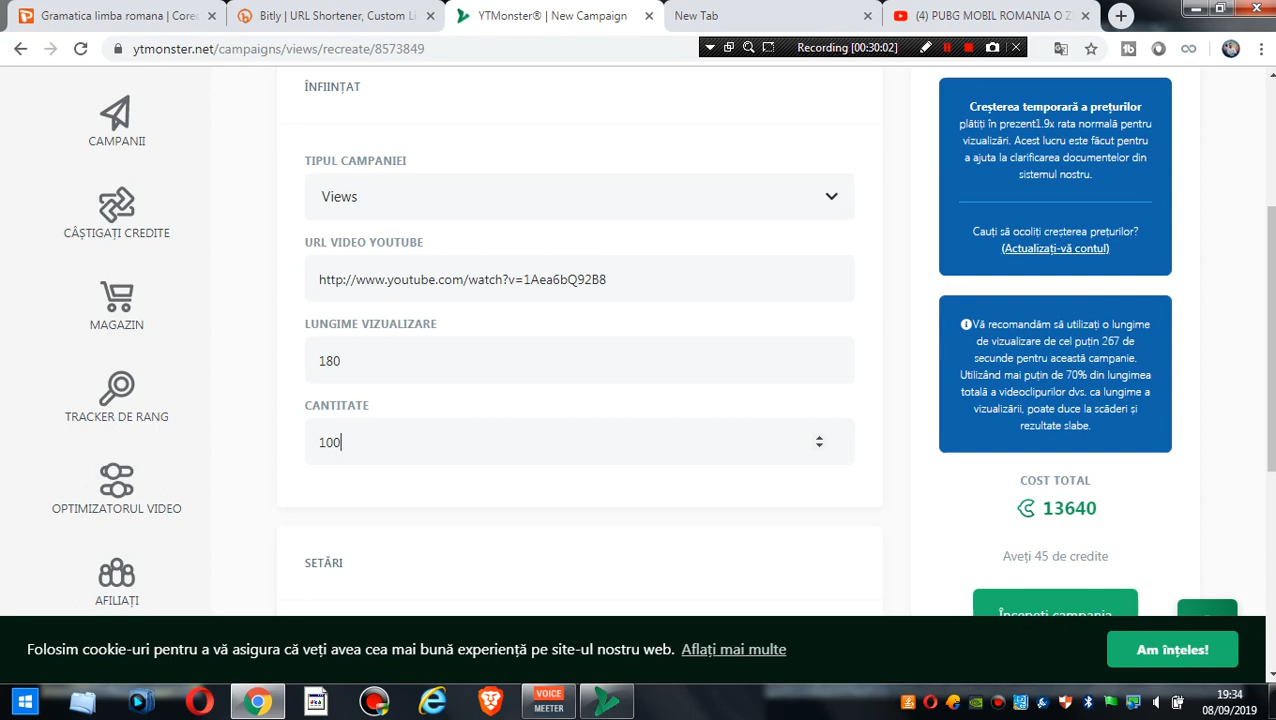 Gramatica limba romana | Core
Bitly | URL Shortener, Custom Li
YTMonster® | New Campaign
New Tab
(4) PUBG MOBIL ROMANIA O Z
ytmonster.net/campaigns/views/recreate/8573849
Recording [00:30:02]
CAMPANII
CÂȘTIGAȚI CREDITE
MAGAZIN
TRACKER DE RANG
OPTIMIZATORUL VIDEO
AFILIAȚI
ÎNFIINȚAT
TIPUL CAMPANIEI
Views
URL VIDEO YOUTUBE
http://www.youtube.com/watch?v=1Aea6bQ92B8
LUNGIME VIZUALIZARE
180
CANTITATE
100
SETĂRI
Creșterea temporară a prețurilor
plătiți în prezent1.9x rata normală pentru
vizualizări. Acest lucru este făcut pentru
a ajuta la clarificarea documentelor din
sistemul nostru.
Cauți să ocoliți creșterea prețurilor?
(Actualizați-vă contul)
Vă recomandăm să utilizați o lungime
de vizualizare de cel puțin 267 de
secunde pentru această campanie.
Utilizând mai puțin de 70% din lungimea
totală a videoclipurilor dvs. ca lungime a
vizualizării, poate duce la scăderi și
rezultate slabe.
COST TOTAL
13640
Aveți 45 de credite
Începeți campania
Folosim cookie-uri pentru a vă asigura că veți avea cea mai bună experiență pe site-ul nostru web. Aflați mai multe
Am înțeles!
VOICE
MEETER
19:34
08/09/2019